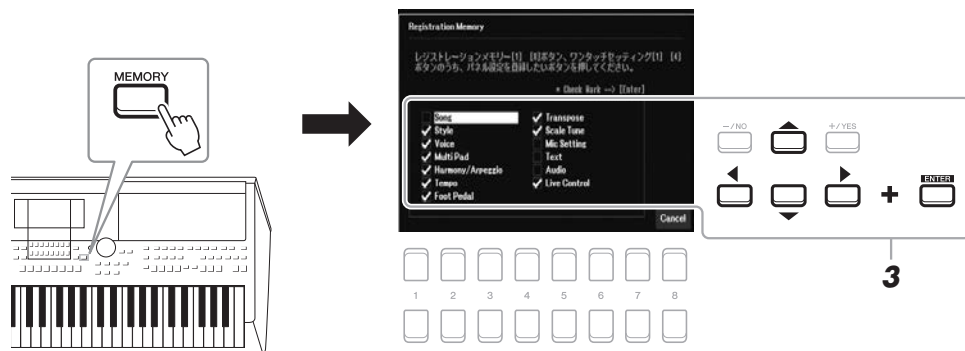 MEMORY
Registration Memory
レジストレーションメモリー[1] [8]ボタン、ワンタッチセッティング[1] [4]
ボタンのうち、パネル設定を登録したいボタンを押してください。
* Check Mark --> [Enter]
Song
Style
Voice
Multi Pad
Harmony/Arpeggio
Tempo
Foot Pedal
Transpose
Scale Tune
Mic Setting
Text
Audio
Live Control
Cancel
1 2 3 4 5 6 7 8
−/NO
+/YES
+
ENTER
3